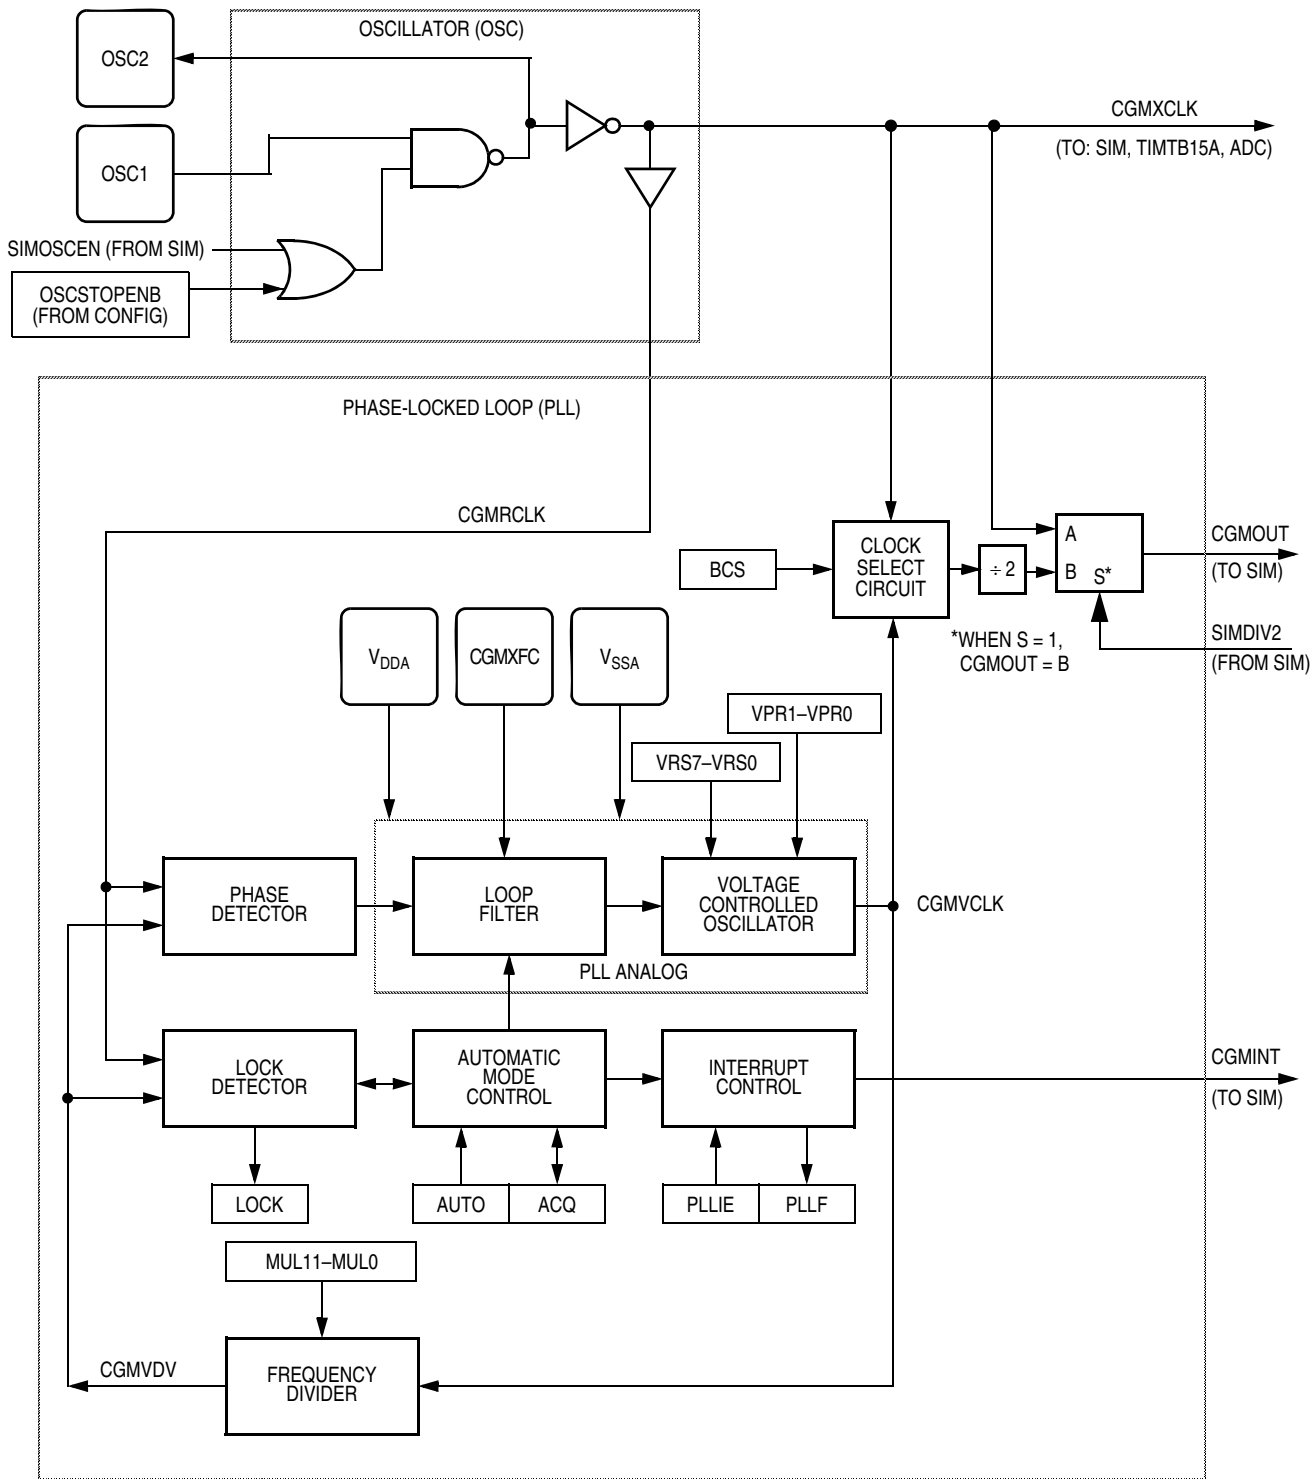 OSCILLATOR (OSC)
OSC2
CGMXCLK
(TO: SIM, TIMTB15A, ADC)
OSC1
SIMOSCEN (FROM SIM)
OSCSTOPENB
(FROM CONFIG)
PHASE-LOCKED LOOP (PLL)
CGMRCLK
BCS
CLOCK
SELECT
CIRCUIT
÷ 2
A
B S*
CGMOUT
(TO SIM)
*WHEN S = 1,
CGMOUT = B
SIMDIV2
(FROM SIM)
VDDA
CGMXFC
VSSA
VPR1–VPR0
VRS7–VRS0
PHASE
DETECTOR
LOOP
FILTER
VOLTAGE
CONTROLLED
OSCILLATOR
CGMVCLK
PLL ANALOG
LOCK
DETECTOR
AUTOMATIC
MODE
CONTROL
INTERRUPT
CONTROL
CGMINT
(TO SIM)
LOCK
AUTO
ACQ
PLLIE
PLLF
MUL11–MUL0
CGMVDV
FREQUENCY
DIVIDER